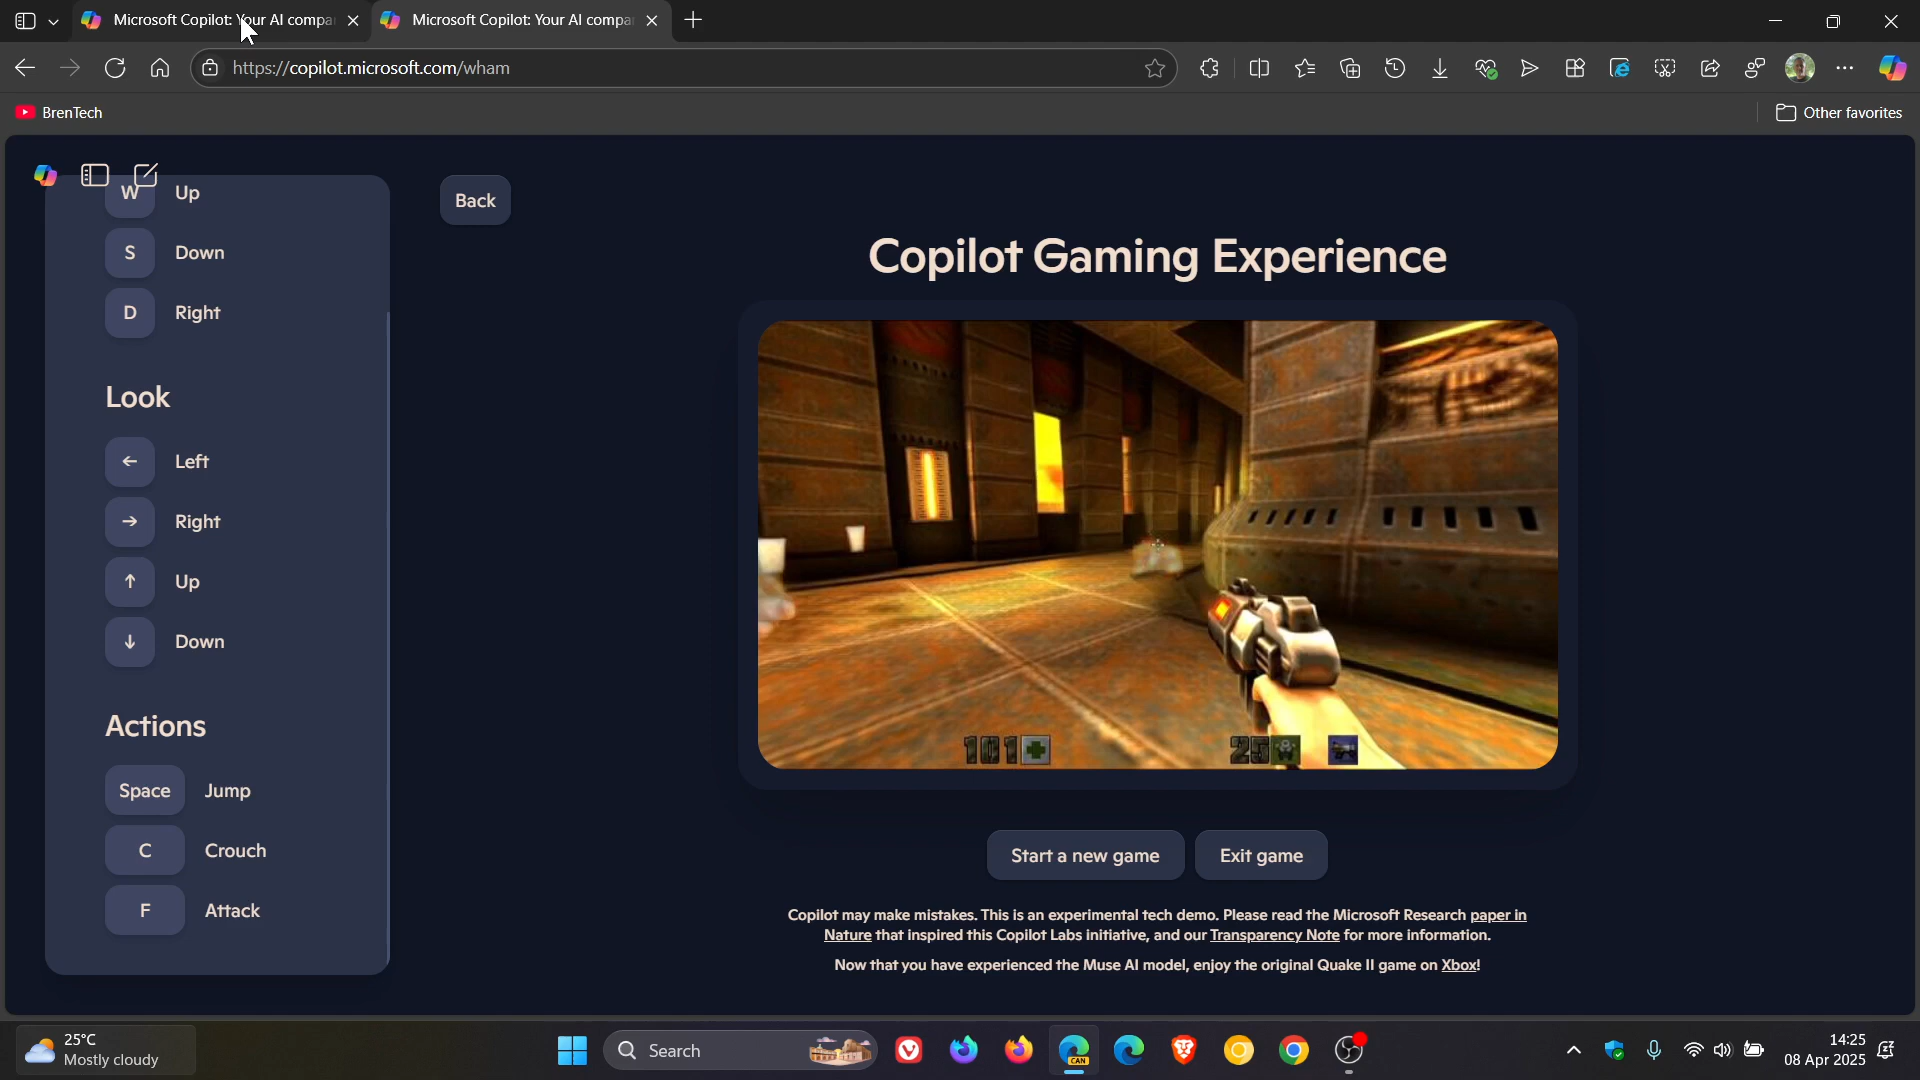 Microsoft Copilot: Your AI compa
Microsoft Copilot: Your AI compa
https://copilot.microsoft.com/wham
BrenTech
Other favorites
W Up
S Down
D Right
Look
← Left
→ Right
↑ Up
↓ Down
Actions
Space Jump
C Crouch
F Attack
Back
Copilot Gaming Experience
101
25
Start a new game
Exit game
Copilot may make mistakes. This is an experimental tech demo. Please read the Microsoft Research paper in
Nature that inspired this Copilot Labs initiative, and our Transparency Note for more information.
Now that you have experienced the Muse AI model, enjoy the original Quake II game on Xbox!
25°C
Mostly cloudy
Search
CAN
14:25
08 Apr 2025